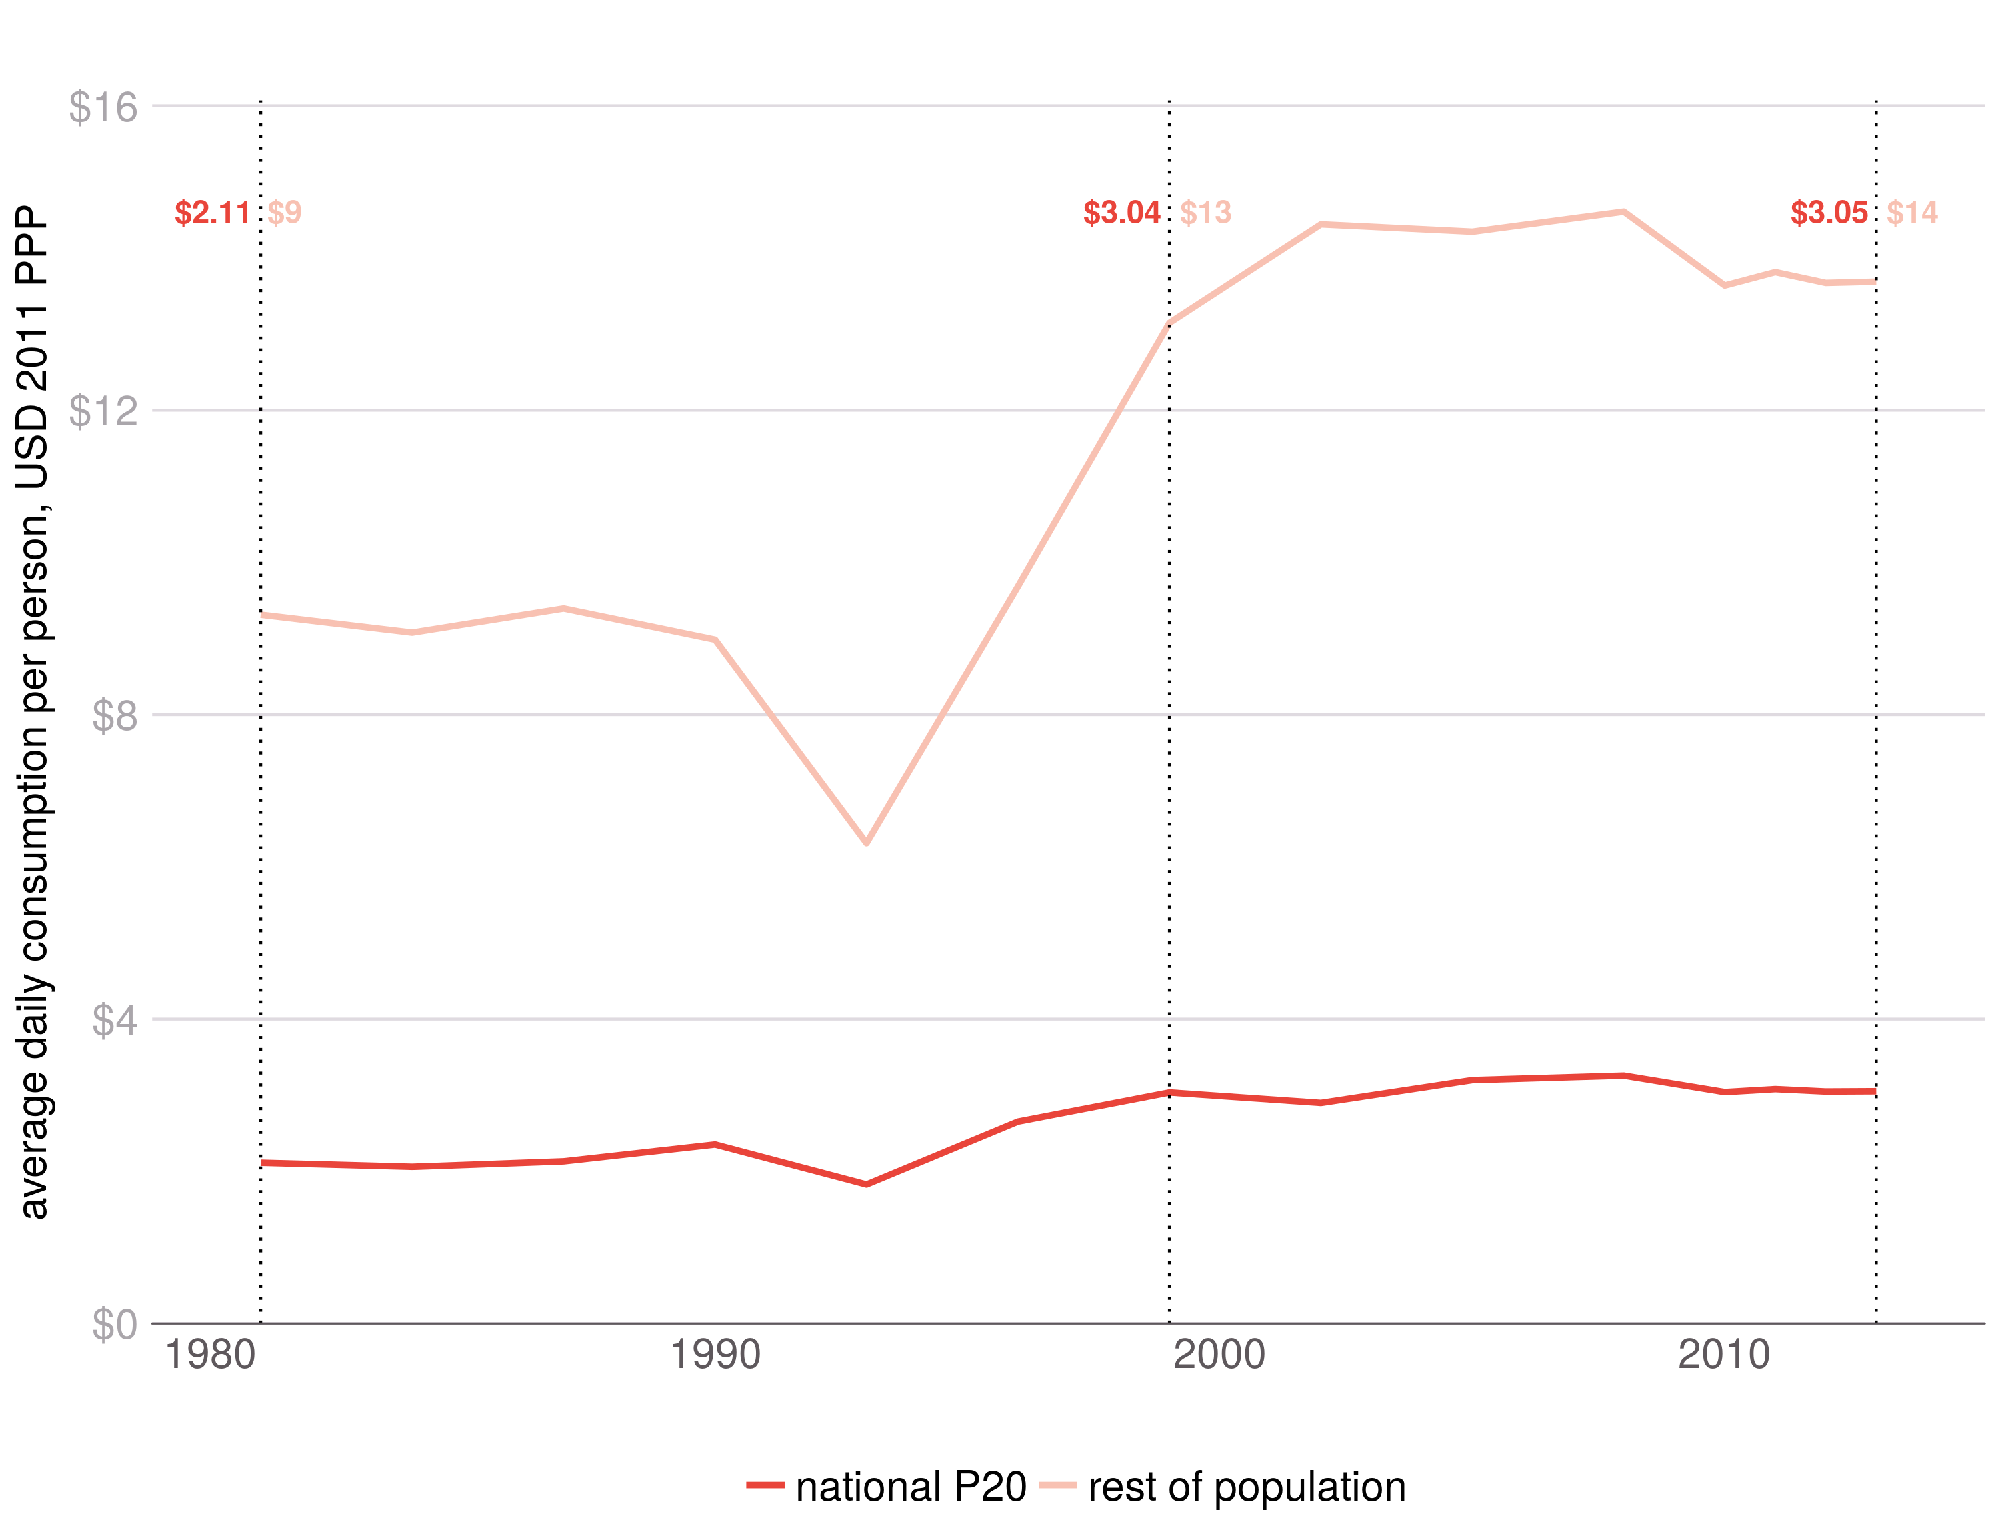 average daily consumption per person, USD 2011 PPP
$16
$12
$8
$4
$0
$2.11 $9
$3.04 $13
$3.05 $14
1980 1990 2000 2010
national P20 rest of population